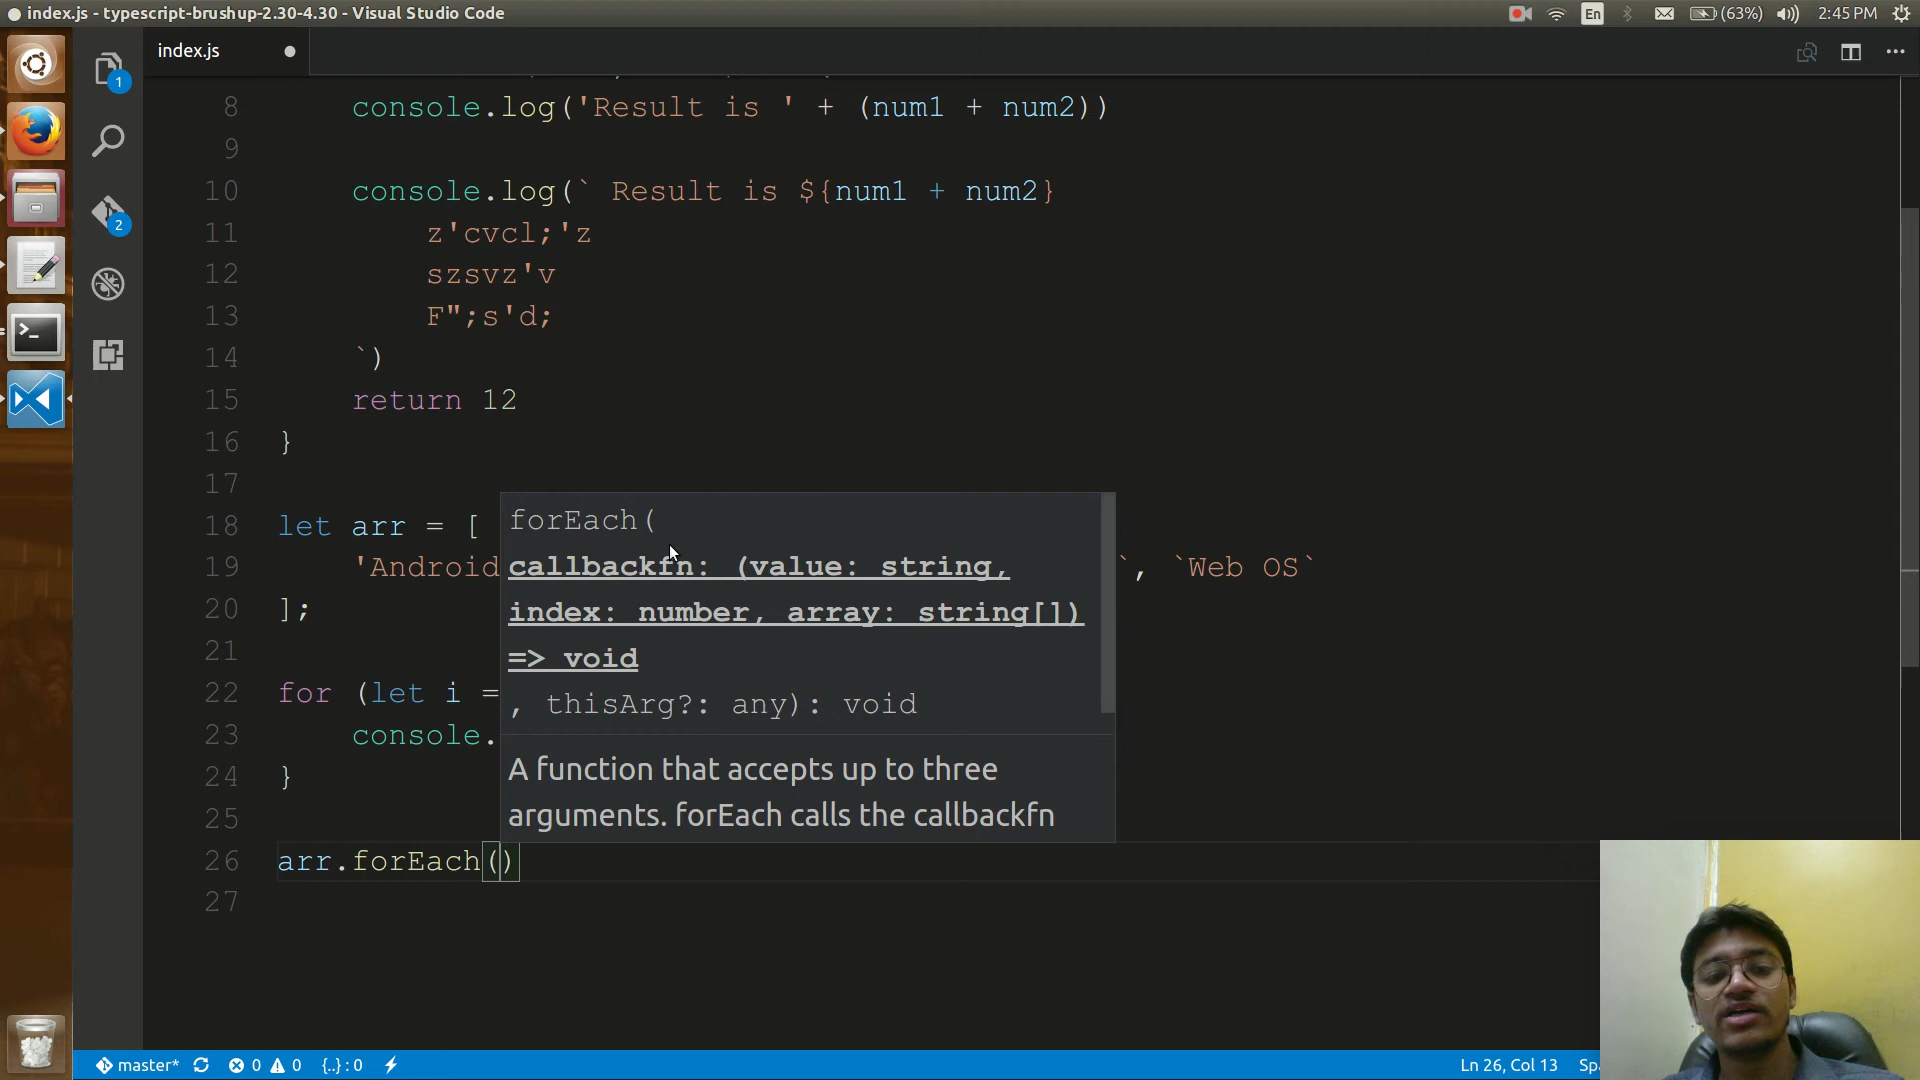 index.js - typescript-brushup-2.30-4.30 - Visual Studio Code
En
(63%)
2:45 PM
index.js
1
2
8 console.log('Result is ' + (num1 + num2))
9
10 console.log(` Result is ${num1 + num2}
11 z'cvcl;'z
12 szsvz'v
13 F";s'd;
14 `)
15 return 12
16 }
17
18 let arr = [
19 'Android `, `Web OS`
20 ];
21
22 for (let i =
23 console.
24 }
25
26 arr.forEach()
27
forEach(
callbackfn: (value: string,
index: number, array: string[])
=> void
, thisArg?: any): void
A function that accepts up to three
arguments. forEach calls the callbackfn
master*
0
0
{..} : 0
Ln 26, Col 13
Sp